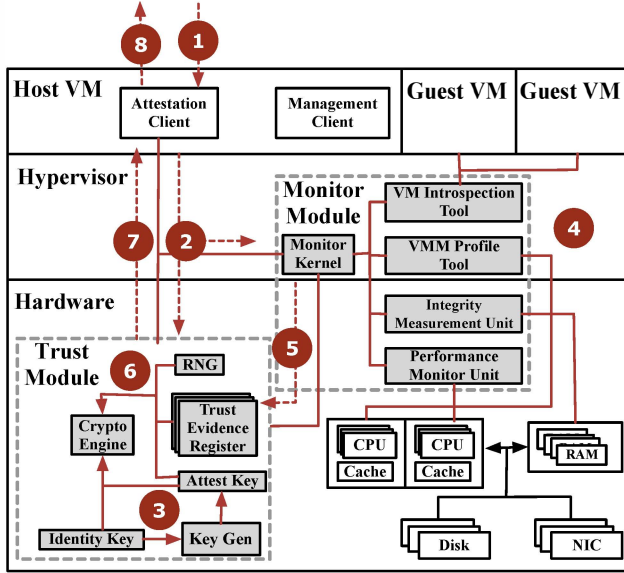 8
1
Host VM
Attestation
Client
Management
Client
Guest VM
Guest VM
Hypervisor
Monitor
Module
VM Introspection
Tool
7
2
Monitor
Kernel
VMM Profile
Tool
4
Hardware
Integrity
Measurement Unit
5
Performance
Monitor Unit
Trust
Module
6
RNG
Crypto
Engine
Trust
Evidence
Register
CPU
Cache
CPU
Cache
RAM
Attest Key
3
Identity Key
Key Gen
Disk
NIC